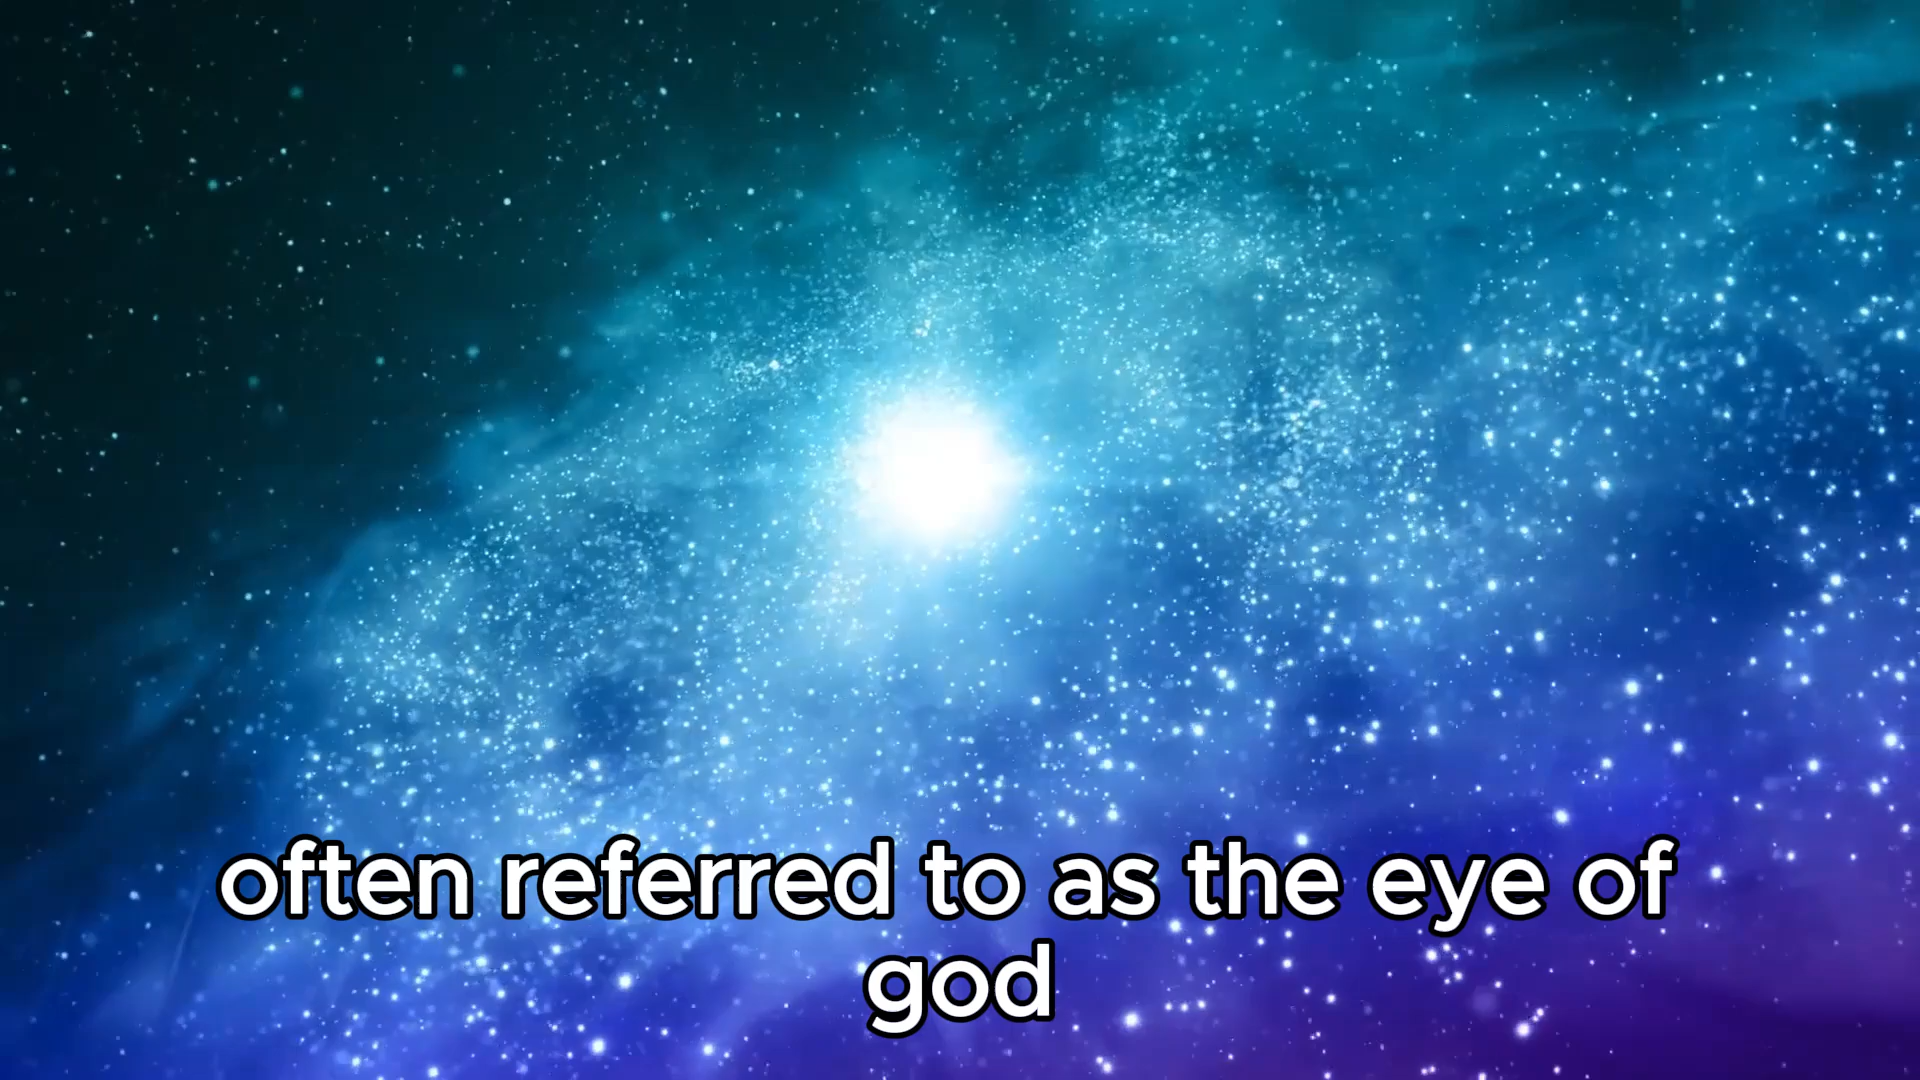 often referred to as the eye of
god